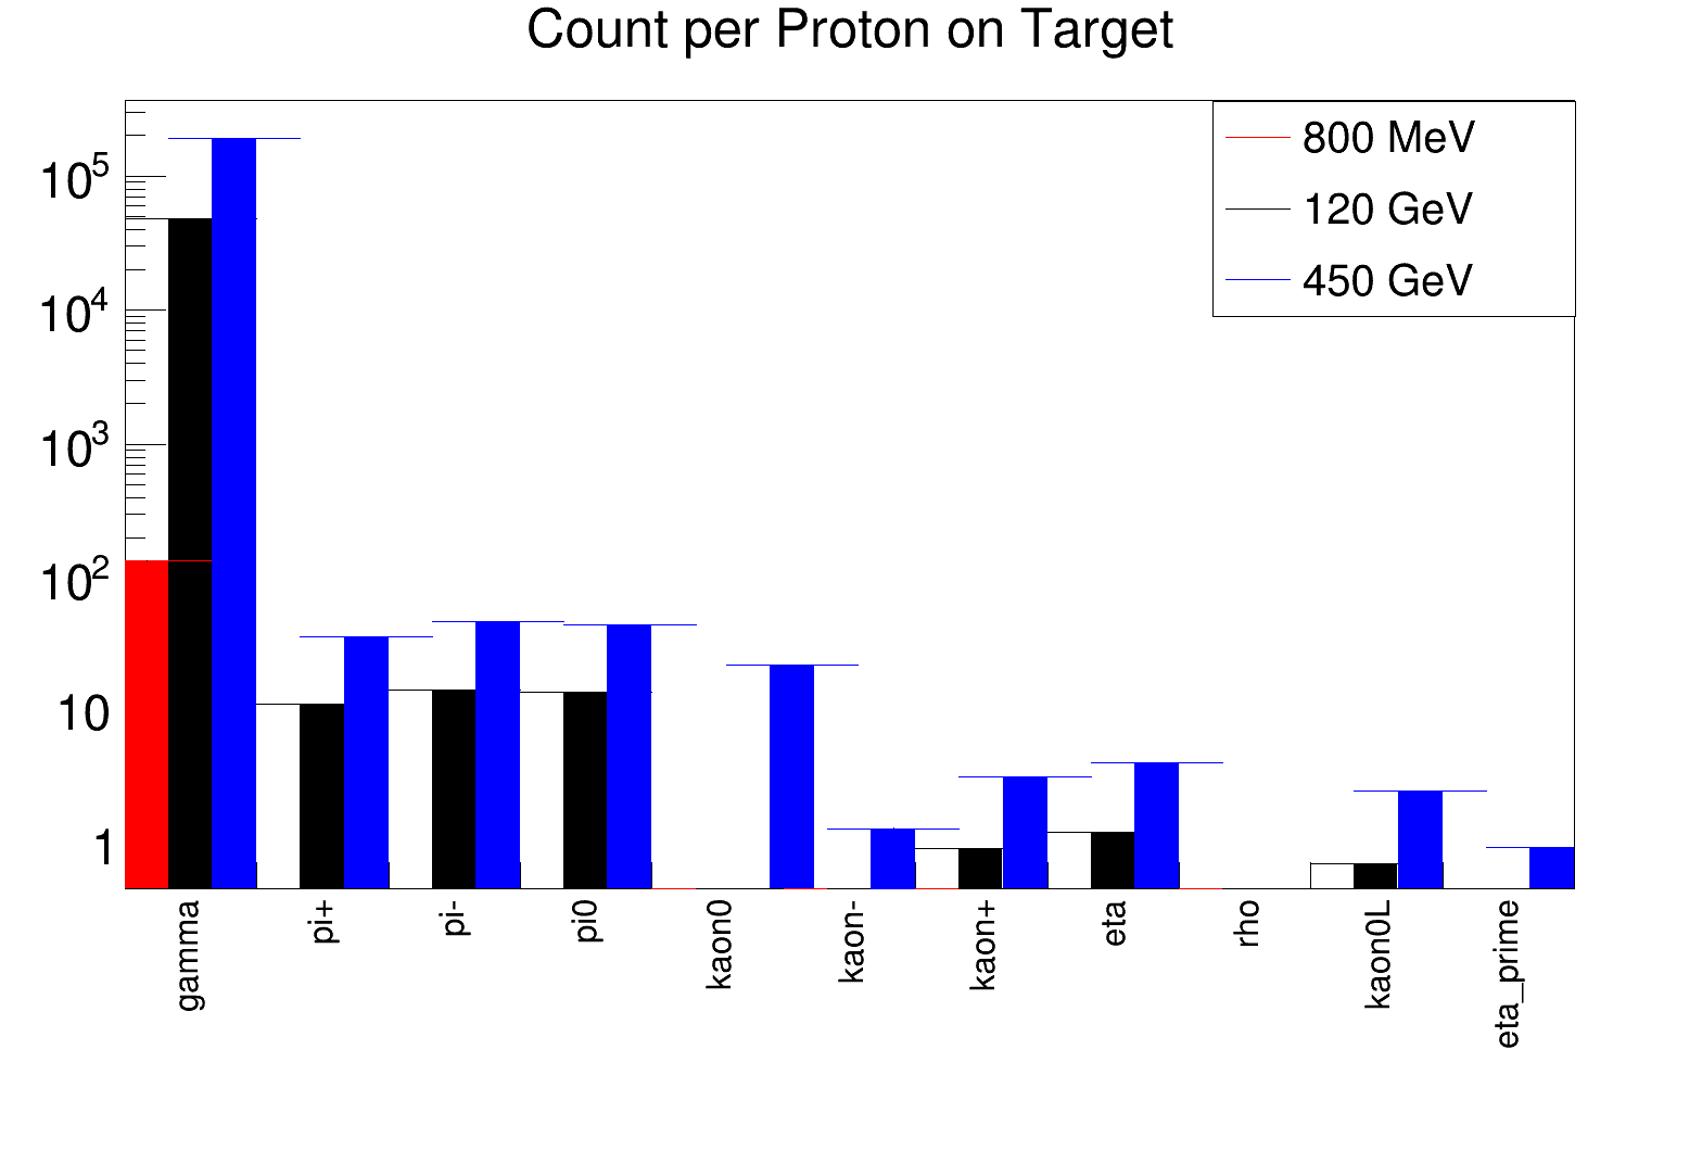 Count per Proton on Target
800 MeV
120 GeV
450 GeV
10^5
10^4
10^3
10^2
10
1
gamma
pi+
pi-
pi0
kaon0
kaon-
kaon+
eta
rho
kaon0L
eta_prime